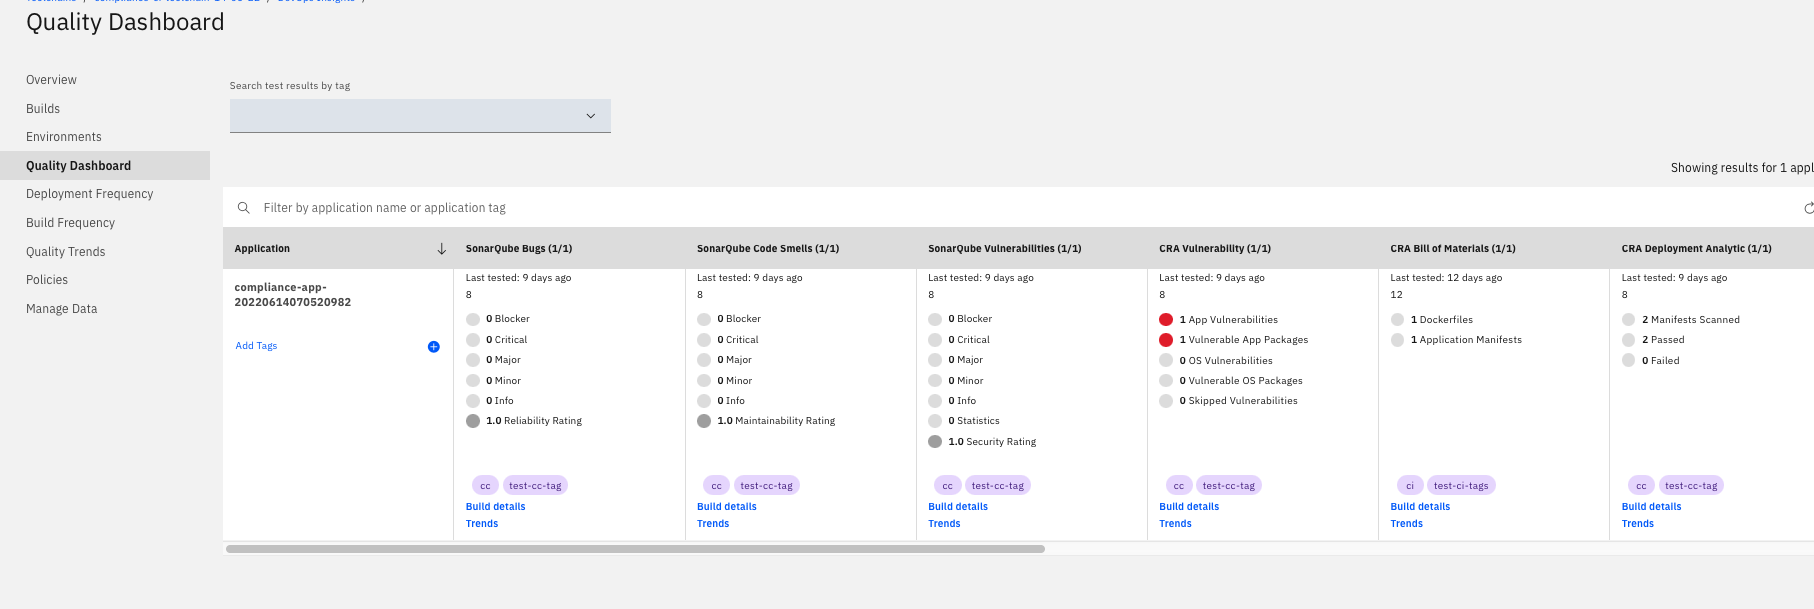 Quality Dashboard
Overview
Builds
Environments
Quality Dashboard
Deployment Frequency
Build Frequency
Quality Trends
Policies
Manage Data
Search test results by tag
Showing results for 1 appl
Filter by application name or application tag
Application
compliance-app-
20220614070520982
Add Tags
SonarQube Bugs (1/1)
Last tested: 9 days ago
8
0 Blocker
0 Critical
0 Major
0 Minor
0 Info
1.0 Reliability Rating
cc test-cc-tag
Build details
Trends
SonarQube Code Smells (1/1)
Last tested: 9 days ago
8
0 Blocker
0 Critical
0 Major
0 Minor
0 Info
1.0 Maintainability Rating
cc test-cc-tag
Build details
Trends
SonarQube Vulnerabilities (1/1)
Last tested: 9 days ago
8
0 Blocker
0 Critical
0 Major
0 Minor
0 Info
0 Statistics
1.0 Security Rating
cc test-cc-tag
Build details
Trends
CRA Vulnerability (1/1)
Last tested: 9 days ago
8
1 App Vulnerabilities
1 Vulnerable App Packages
0 OS Vulnerabilities
0 Vulnerable OS Packages
0 Skipped Vulnerabilities
cc test-cc-tag
Build details
Trends
CRA Bill of Materials (1/1)
Last tested: 12 days ago
12
1 Dockerfiles
1 Application Manifests
ci test-ci-tags
Build details
Trends
CRA Deployment Analytic (1/1)
Last tested: 9 days ago
8
2 Manifests Scanned
2 Passed
0 Failed
cc test-cc-tag
Build details
Trends